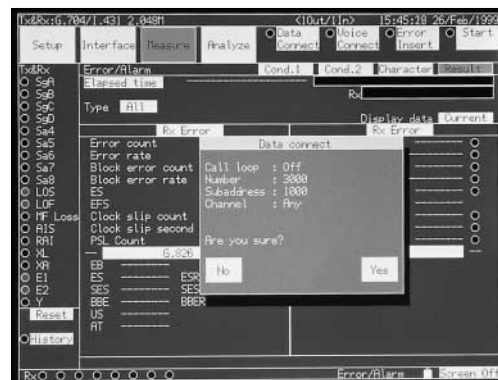 Tx&Rx:G.704/I.431 2.048M <1Out/1In> 15:45:28 26/Feb/1999
Setup Interface Measure Analyze Data Connect Voice Connect Error Insert Start
Tx&Rx Error/Alarm Cond.1 Cond.2 Character Result
SgA Elapsed time
SgB Rx
SgC Type All
SgD Display data Current
Sa4 Rx Error Rx Error
Sa5 Error count
Sa6 Error rate
Sa7 Block error count
Sa8 Block error rate
LOS ES
LOF EFS
MF Loss Clock slip count
AIS Clock slip second
RAI PSL Count
XL G.826
XA EB
E1 ES ESR
E2 SES SES
Y BBE BBER
Reset US
AT
History
Data connect
Call loop : Off
Number : 3000
Subaddress : 1000
Channel : Any
Are you sure?
No Yes
Rx Error/Alarm Screen Off